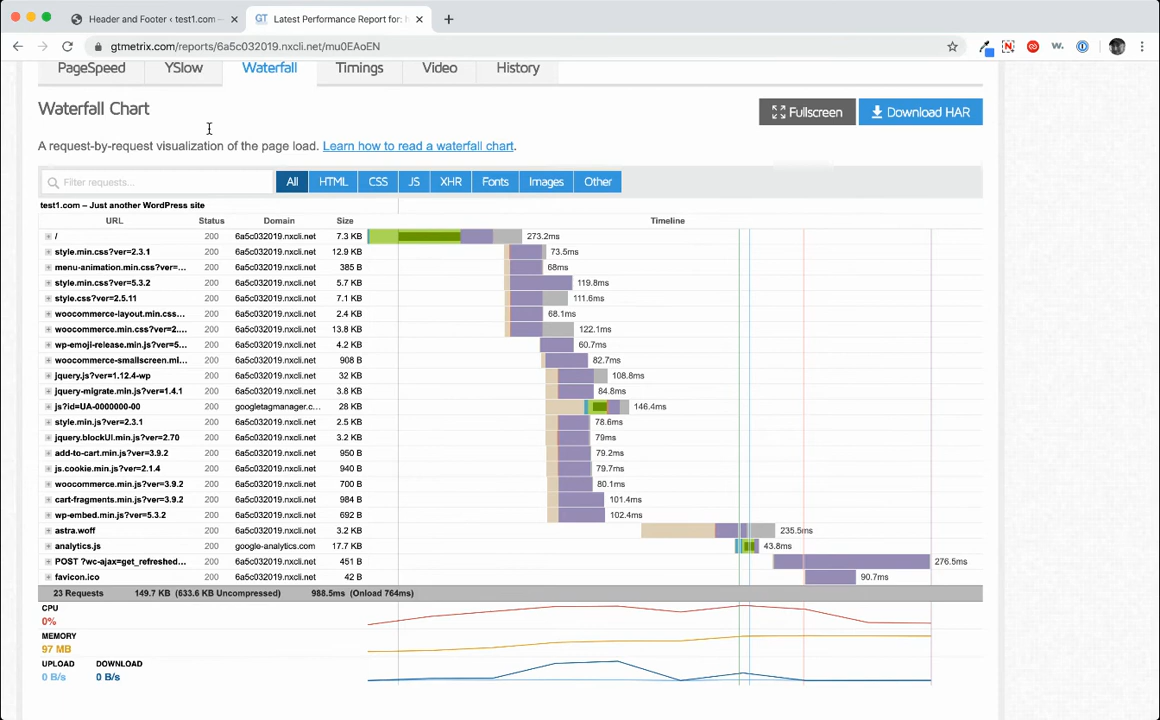 Header and Footer ‹ test1.com —
GT Latest Performance Report for:
gtmetrix.com/reports/6a5c032019.nxcli.net/mu0EAoEN
PageSpeed YSlow Waterfall Timings Video History
Waterfall Chart
Fullscreen Download HAR
A request-by-request visualization of the page load. Learn how to read a waterfall chart.
Filter requests... All HTML CSS JS XHR Fonts Images Other
test1.com – Just another WordPress site
URL Status Domain Size Timeline
/ 200 6a5c032019.nxcli.net 7.3 KB 273.2ms
style.min.css?ver=2.3.1 200 6a5c032019.nxcli.net 12.9 KB 73.5ms
menu-animation.min.css?ver=... 200 6a5c032019.nxcli.net 385 B 68ms
style.min.css?ver=5.3.2 200 6a5c032019.nxcli.net 5.7 KB 119.8ms
style.css?ver=2.5.11 200 6a5c032019.nxcli.net 7.1 KB 111.6ms
woocommerce-layout.min.css... 200 6a5c032019.nxcli.net 2.4 KB 68.1ms
woocommerce.min.css?ver=2.... 200 6a5c032019.nxcli.net 13.8 KB 122.1ms
wp-emoji-release.min.js?ver=5... 200 6a5c032019.nxcli.net 4.2 KB 60.7ms
woocommerce-smallscreen.mi... 200 6a5c032019.nxcli.net 908 B 82.7ms
jquery.js?ver=1.12.4-wp 200 6a5c032019.nxcli.net 32 KB 108.8ms
jquery-migrate.min.js?ver=1.4.1 200 6a5c032019.nxcli.net 3.8 KB 84.8ms
js?id=UA-0000000-00 200 googletagmanager.c... 28 KB 146.4ms
style.min.js?ver=2.3.1 200 6a5c032019.nxcli.net 2.5 KB 78.6ms
jquery.blockUI.min.js?ver=2.70 200 6a5c032019.nxcli.net 3.2 KB 79ms
add-to-cart.min.js?ver=3.9.2 200 6a5c032019.nxcli.net 950 B 79.2ms
js.cookie.min.js?ver=2.1.4 200 6a5c032019.nxcli.net 940 B 79.7ms
woocommerce.min.js?ver=3.9.2 200 6a5c032019.nxcli.net 700 B 80.1ms
cart-fragments.min.js?ver=3.9.2 200 6a5c032019.nxcli.net 984 B 101.4ms
wp-embed.min.js?ver=5.3.2 200 6a5c032019.nxcli.net 692 B 102.4ms
astra.woff 200 6a5c032019.nxcli.net 3.2 KB 235.5ms
analytics.js 200 google-analytics.com 17.7 KB 43.8ms
POST ?wc-ajax=get_refreshed... 200 6a5c032019.nxcli.net 451 B 276.5ms
favicon.ico 200 6a5c032019.nxcli.net 42 B 90.7ms
23 Requests 149.7 KB (633.6 KB Uncompressed) 988.5ms (Onload 764ms)
CPU
0%
MEMORY
97 MB
UPLOAD DOWNLOAD
0 B/s 0 B/s